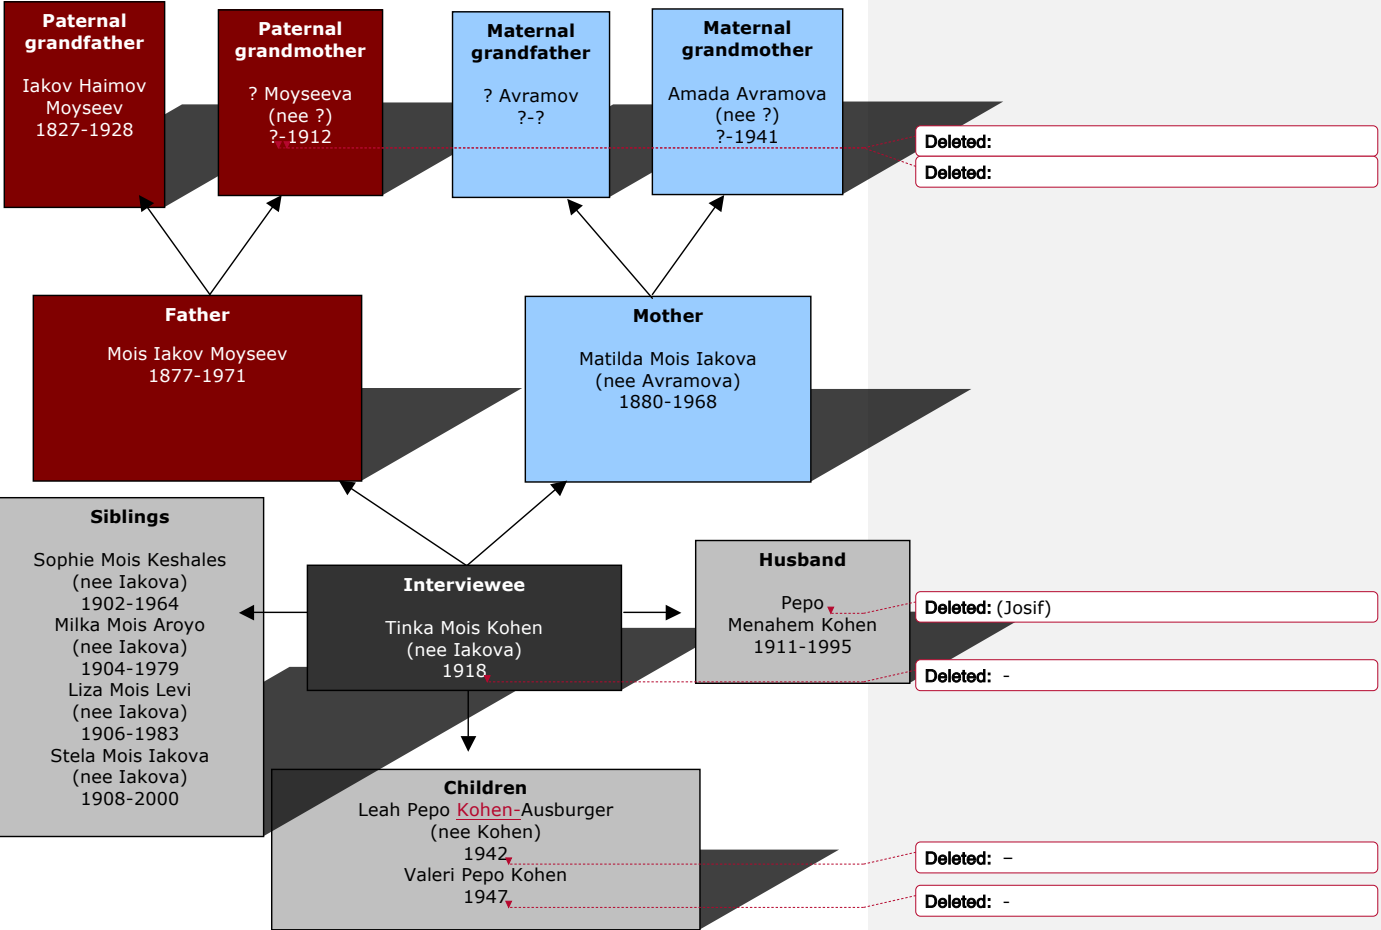 Paternal
grandfather
Iakov Haimov
Moyseev
1827-1928
Paternal
grandmother
? Moyseeva
(nee ?)
?-1912
Maternal
grandfather
? Avramov
?-?
Maternal
grandmother
Amada Avramova
(nee ?)
?-1941
Deleted:
Deleted:
Father
Mois Iakov Moyseev
1877-1971
Mother
Matilda Mois Iakova
(nee Avramova)
1880-1968
Siblings
Sophie Mois Keshales
(nee Iakova)
1902-1964
Milka Mois Aroyo
(nee Iakova)
1904-1979
Liza Mois Levi
(nee Iakova)
1906-1983
Stela Mois Iakova
(nee Iakova)
1908-2000
Interviewee
Tinka Mois Kohen
(nee Iakova)
1918
Husband
Pepo
Menahem Kohen
1911-1995
Deleted: (Josif)
Deleted: -
Children
Leah Pepo Kohen-Ausburger
(nee Kohen)
1942
Valeri Pepo Kohen
1947
Deleted: –
Deleted: -